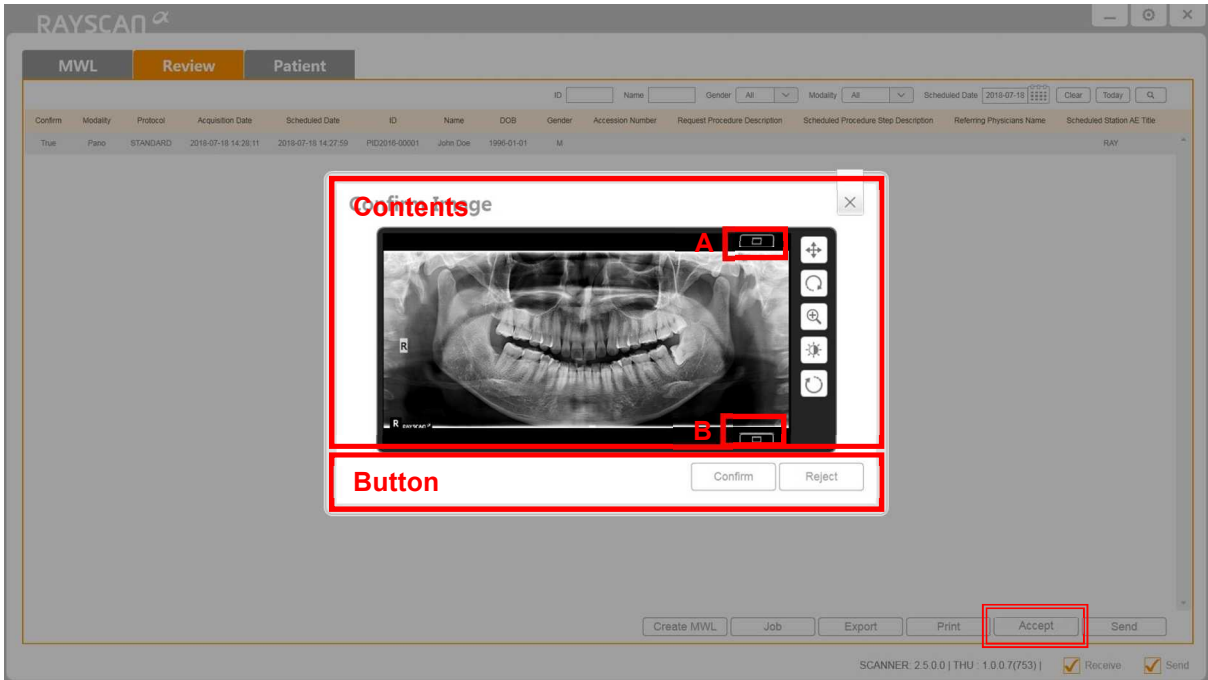 RAYSCAN α
MWL Review Patient
ID Name Gender All Modality All Scheduled Date 2018-07-18 Clear Today
Confirm Modality Protocol Acquisition Date Scheduled Date ID Name DOB Gender Accession Number Request Procedure Description Scheduled Procedure Step Description Referring Physicians Name Scheduled Station AE Title
True Pano STANDARD 2018-07-18 14:28:11 2018-07-18 14:27:59 PID2016-00001 John Doe 1996-01-01 M RAY
Confirm Image
Contents
A
R
R RAYSCAN α
B
Button
Confirm Reject
Create MWL Job Export Print Accept Send
SCANNER: 2.5.0.0 | THU : 1.0.0.7(753) | Receive Send